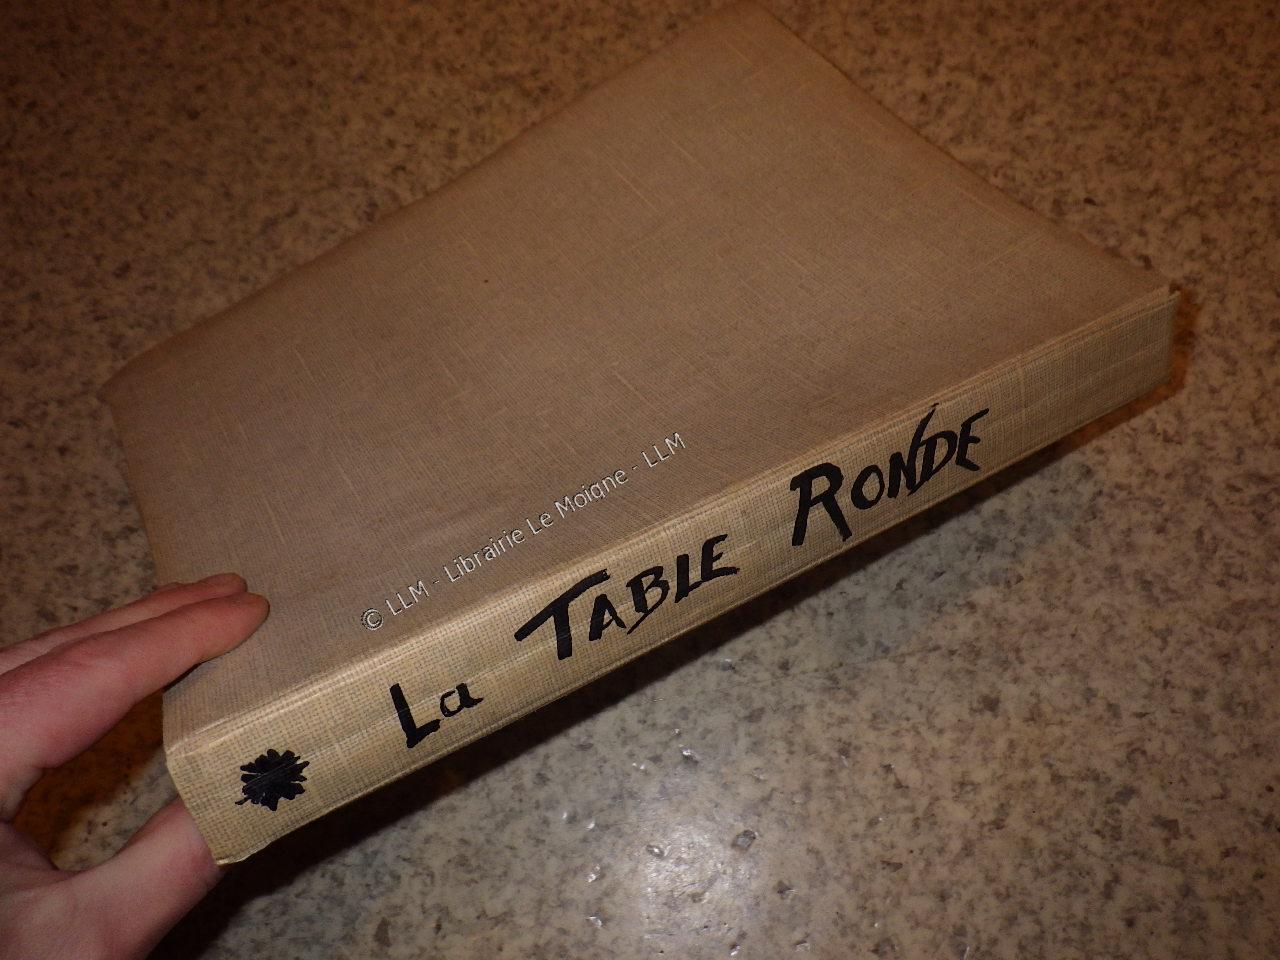 © LLM - Librairie Le Moigne - LLM
La TABLE RONDE